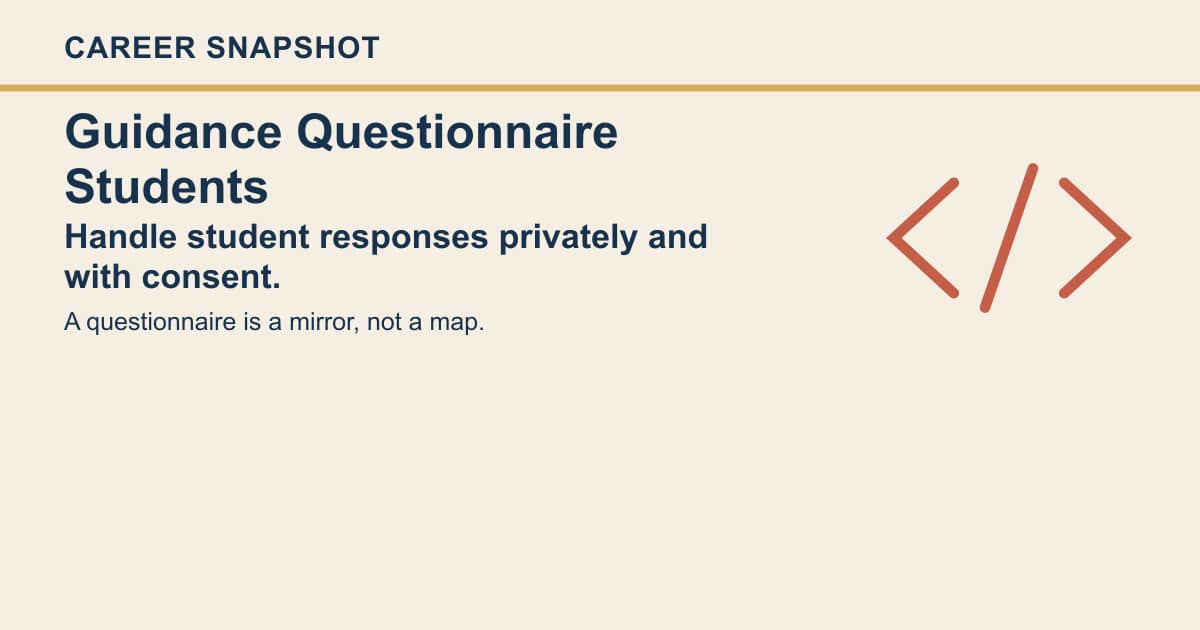 CAREER SNAPSHOT
Guidance Questionnaire
Students
Handle student responses privately and
with consent.
A questionnaire is a mirror, not a map.